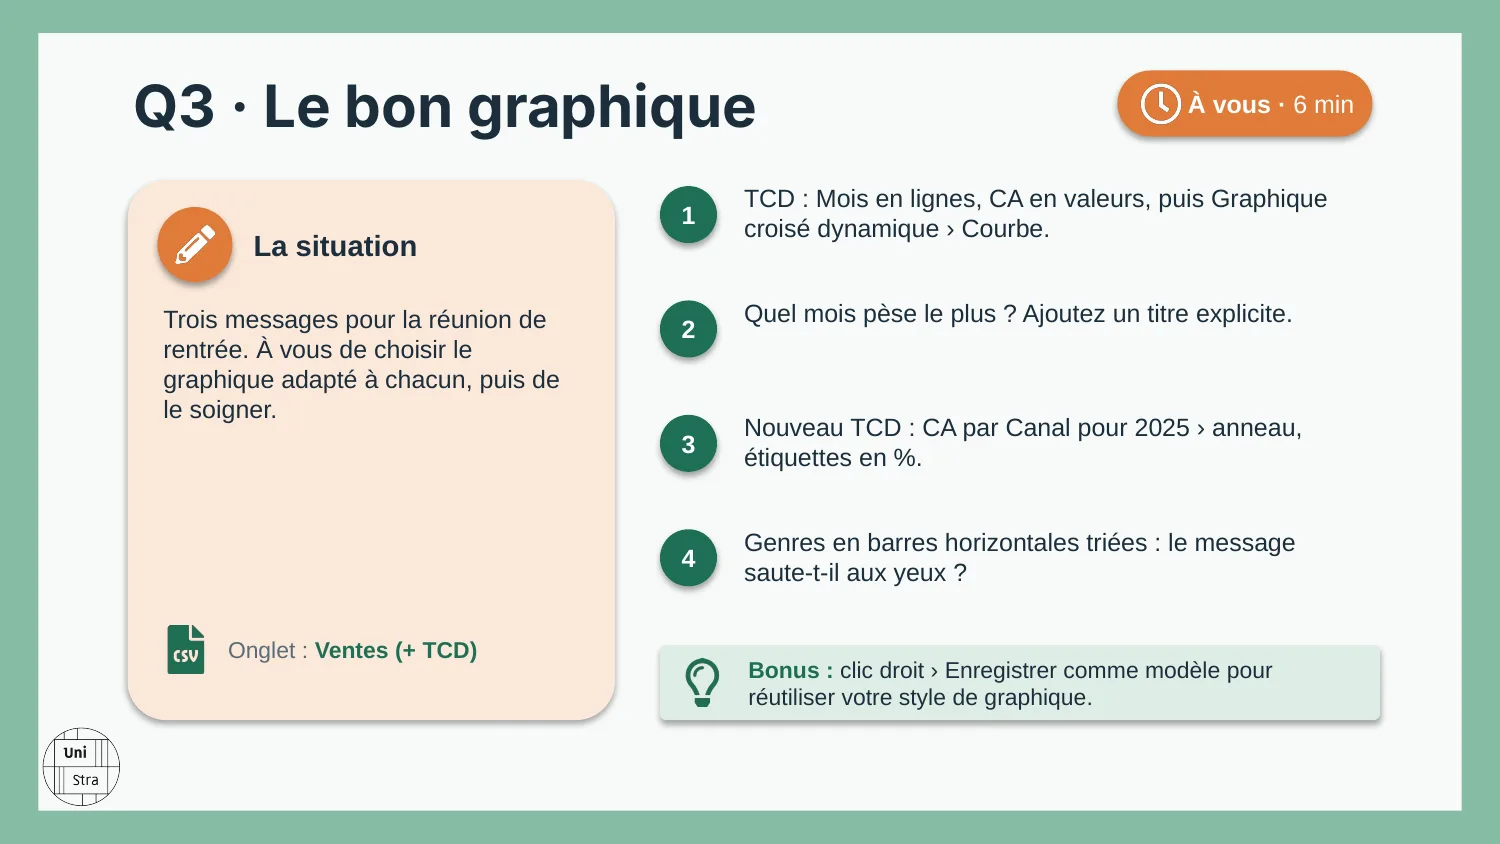 Q3 · Le bon graphique
À vous · 6 min
La situation
Trois messages pour la réunion de
rentrée. À vous de choisir le
graphique adapté à chacun, puis de
le soigner.
CSV
Onglet : Ventes (+ TCD)
1
TCD : Mois en lignes, CA en valeurs, puis Graphique
croisé dynamique › Courbe.
2
Quel mois pèse le plus ? Ajoutez un titre explicite.
3
Nouveau TCD : CA par Canal pour 2025 › anneau,
étiquettes en %.
4
Genres en barres horizontales triées : le message
saute-t-il aux yeux ?
Bonus : clic droit › Enregistrer comme modèle pour
réutiliser votre style de graphique.
Uni
Stra